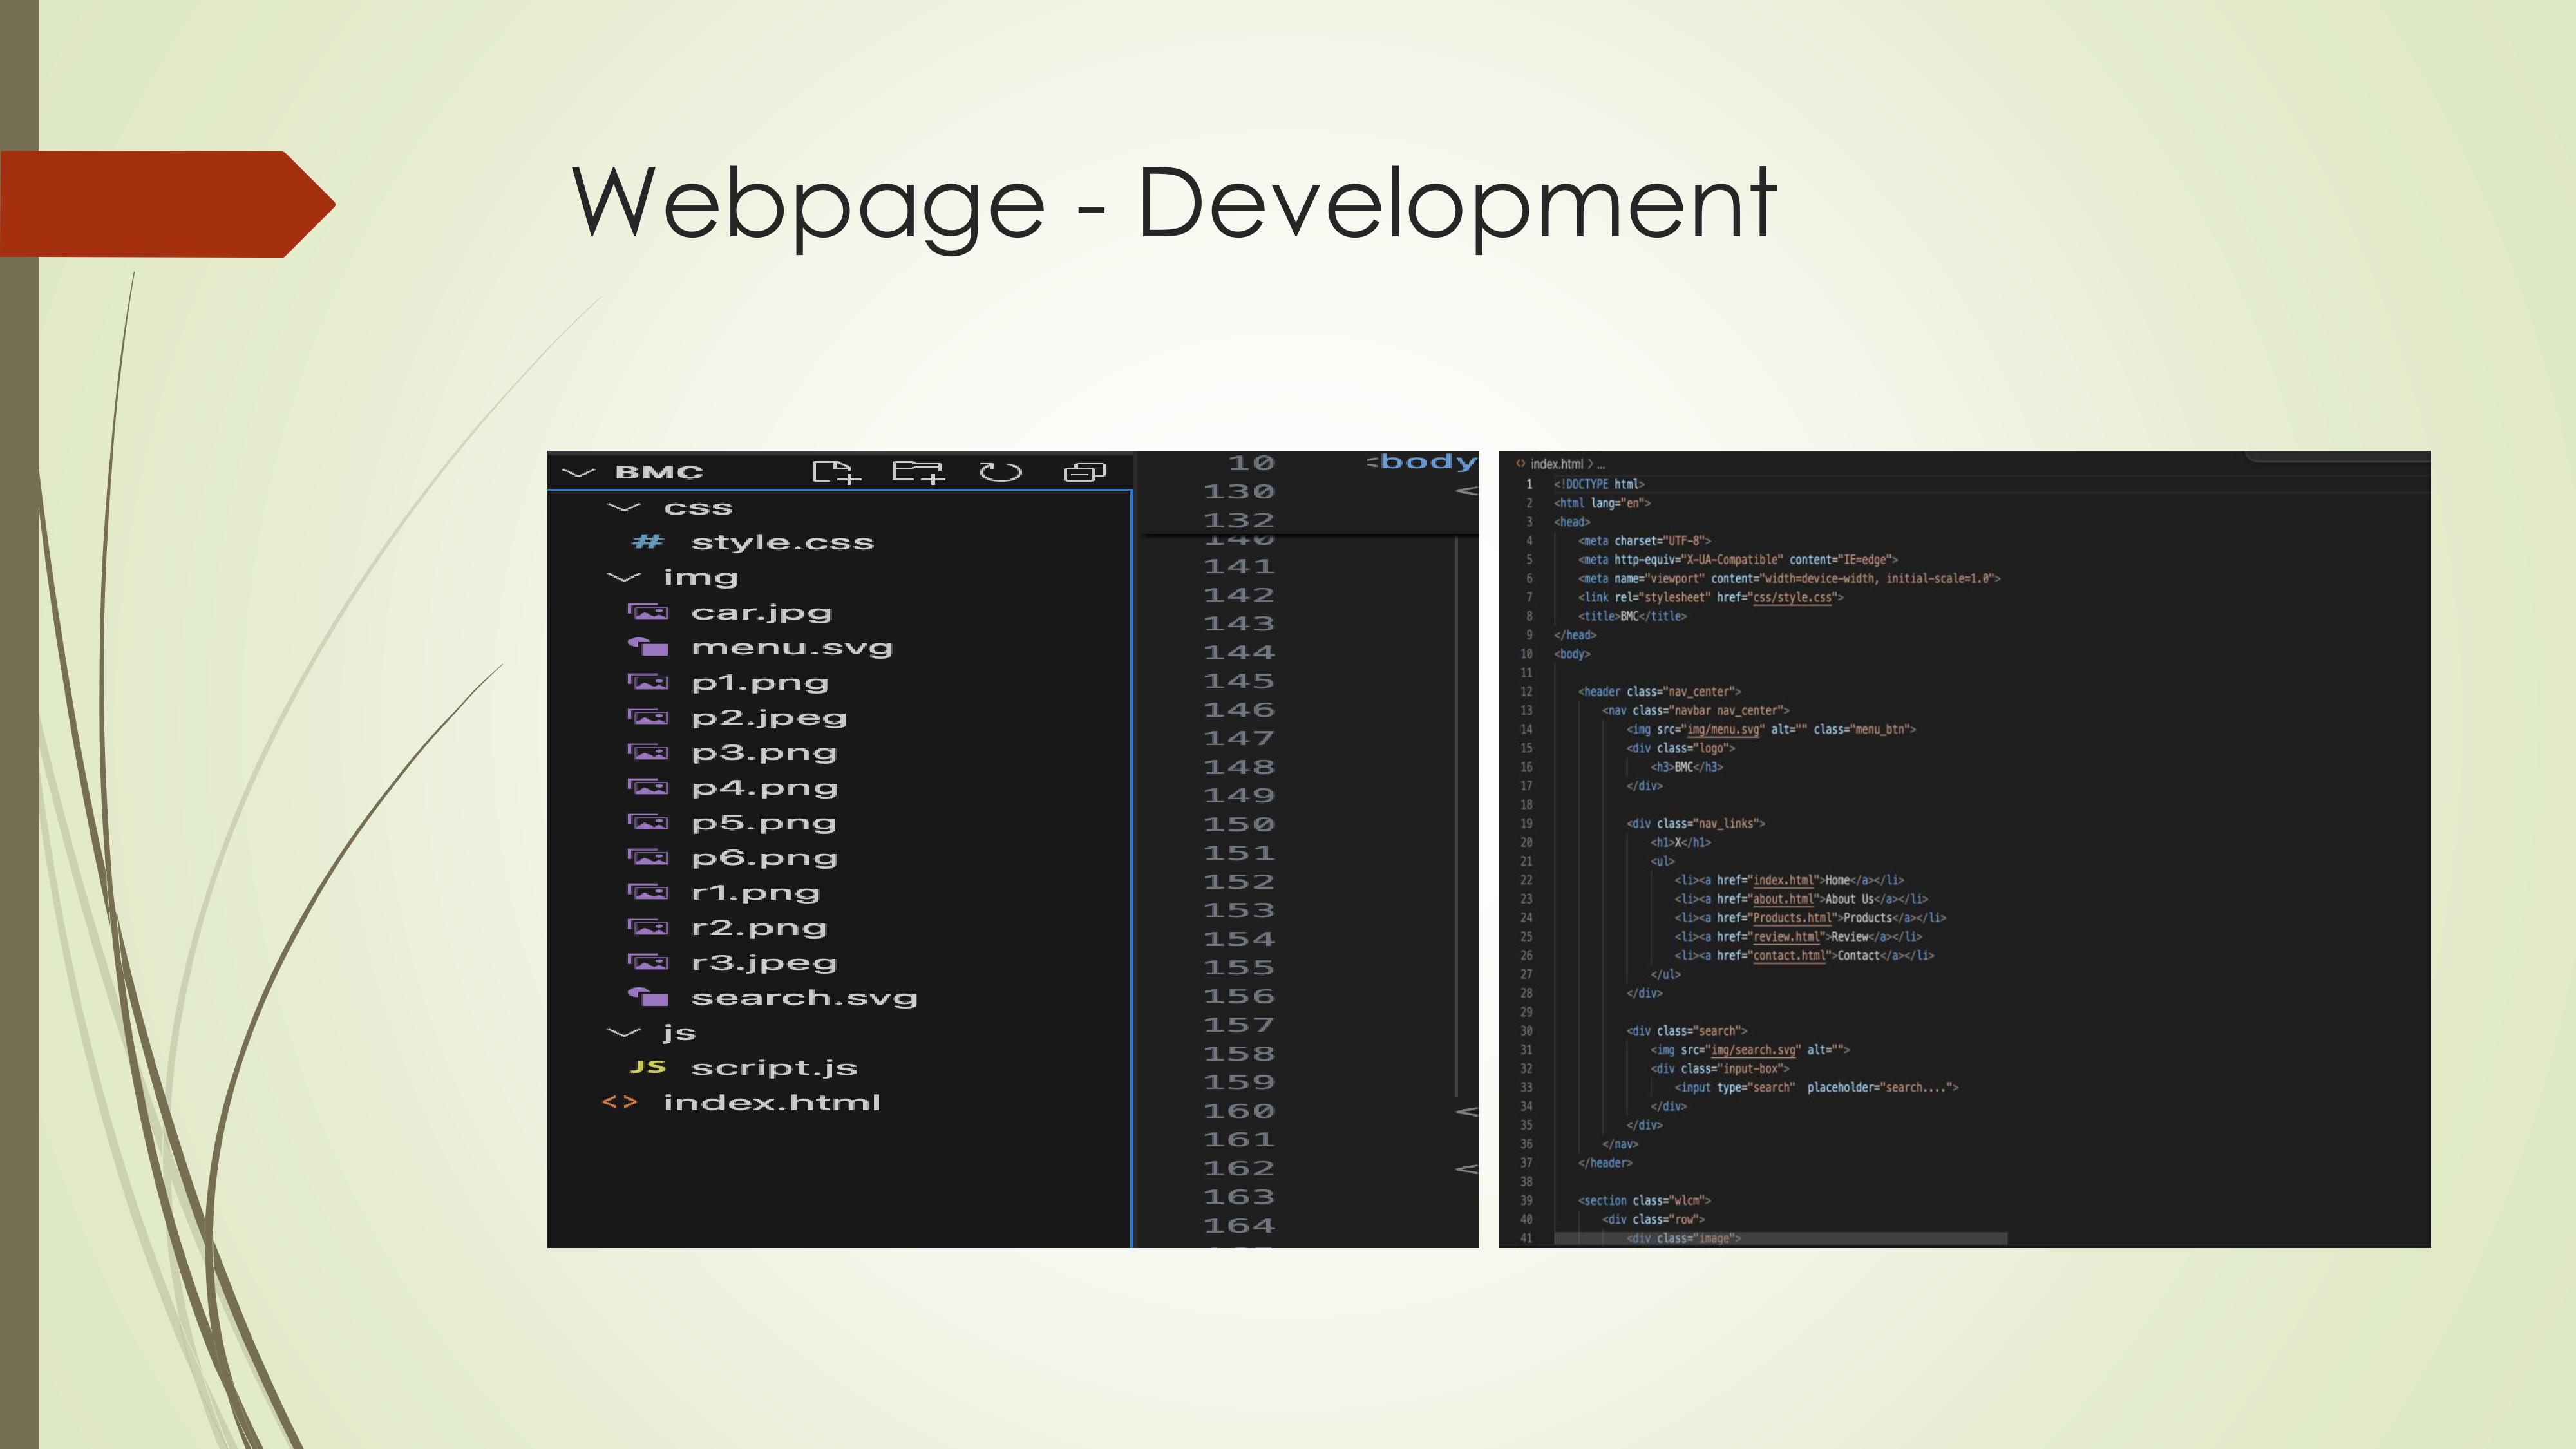 Webpage - Development
BMC
css
# style.css
img
car.jpg
menu.svg
p1.png
p2.jpeg
p3.png
p4.png
p5.png
p6.png
r1.png
r2.png
r3.jpeg
search.svg
js
JS script.js
<> index.html
10 <body
130 <
132
140
141
142
143
144
145
146
147
148
149
150
151
152
153
154
155
156
157
158
159
160 <
161
162 <
163
164
<> index.html > ...
1 <!DOCTYPE html>
2 <html lang="en">
3 <head>
4 <meta charset="UTF-8">
5 <meta http-equiv="X-UA-Compatible" content="IE=edge">
6 <meta name="viewport" content="width=device-width, initial-scale=1.0">
7 <link rel="stylesheet" href="css/style.css">
8 <title>BMC</title>
9 </head>
10 <body>
11
12 <header class="nav_center">
13 <nav class="navbar nav_center">
14 <img src="img/menu.svg" alt="" class="menu_btn">
15 <div class="logo">
16 <h3>BMC</h3>
17 </div>
18
19 <div class="nav_links">
20 <h1>X</h1>
21 <ul>
22 <li><a href="index.html">Home</a></li>
23 <li><a href="about.html">About Us</a></li>
24 <li><a href="Products.html">Products</a></li>
25 <li><a href="review.html">Review</a></li>
26 <li><a href="contact.html">Contact</a></li>
27 </ul>
28 </div>
29
30 <div class="search">
31 <img src="img/search.svg" alt="">
32 <div class="input-box">
33 <input type="search"  placeholder="search....">
34 </div>
35 </div>
36 </nav>
37 </header>
38
39 <section class="wlcm">
40 <div class="row">
41 <div class="image">